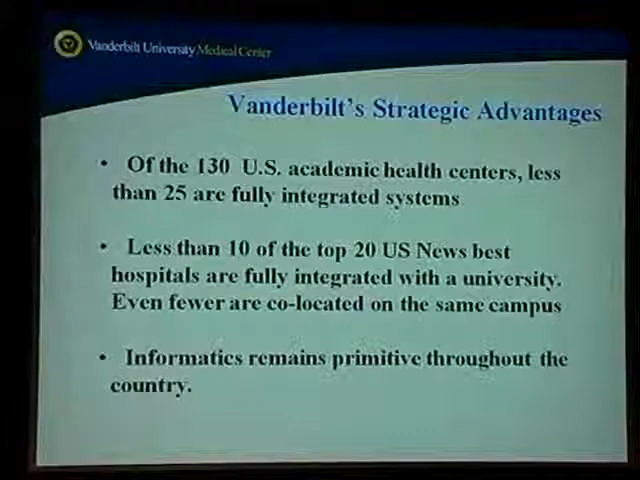 Vanderbilt University Medical Center
Vanderbilt's Strategic Advantages
• Of the 130 U.S. academic health centers, less
than 25 are fully integrated systems
• Less than 10 of the top 20 US News best
hospitals are fully integrated with a university.
Even fewer are co-located on the same campus
• Informatics remains primitive throughout the
country.